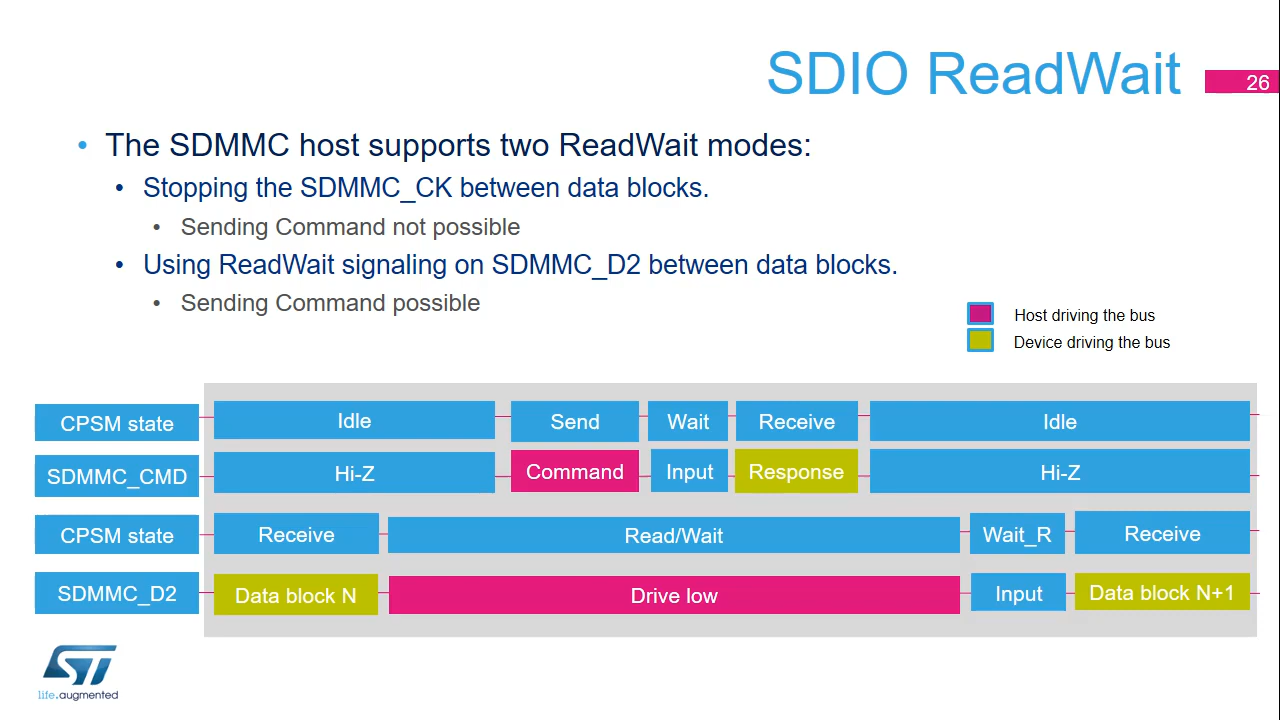 SDIO ReadWait
26
• The SDMMC host supports two ReadWait modes:
• Stopping the SDMMC_CK between data blocks.
• Sending Command not possible
• Using ReadWait signaling on SDMMC_D2 between data blocks.
• Sending Command possible
Host driving the bus
Device driving the bus
CPSM state Idle Send Wait Receive Idle
SDMMC_CMD Hi-Z Command Input Response Hi-Z
CPSM state Receive Read/Wait Wait_R Receive
SDMMC_D2 Data block N Drive low Input Data block N+1
ST
life.augmented